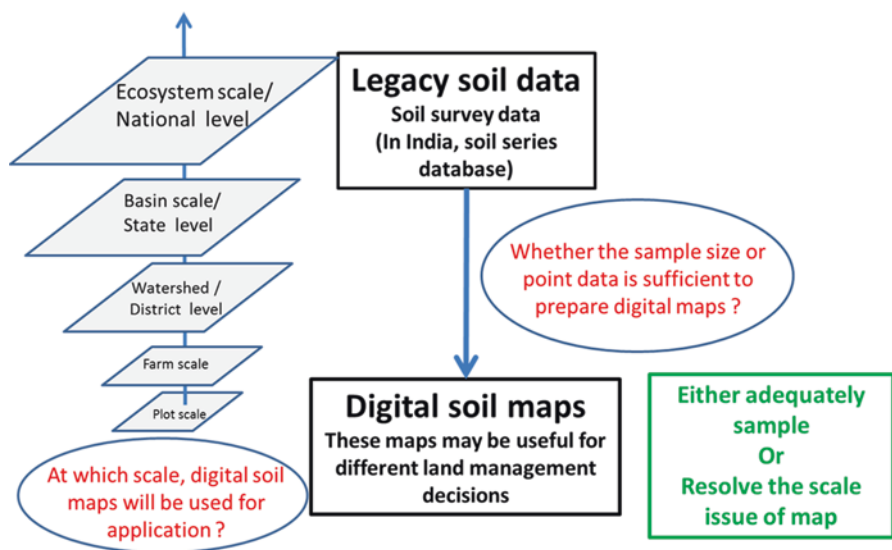 Ecosystem scale/
National level
Basin scale/
State level
Watershed /
District level
Farm scale
Plot scale
At which scale, digital soil
maps will be used for
application ?
Legacy soil data
Soil survey data
(In India, soil series
database)
Whether the sample size or
point data is sufficient to
prepare digital maps ?
Digital soil maps
These maps may be useful for
different land management
decisions
Either adequately
sample
Or
Resolve the scale
issue of map